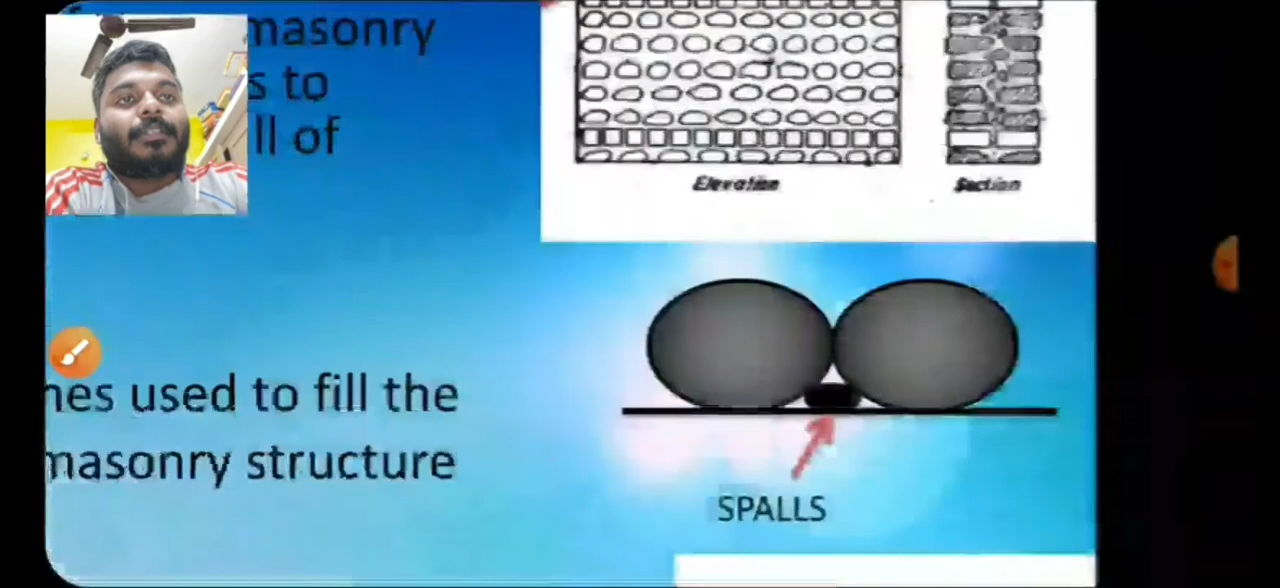 masonry
s to
ll of
Elevation
Section
nes used to fill the
masonry structure
SPALLS